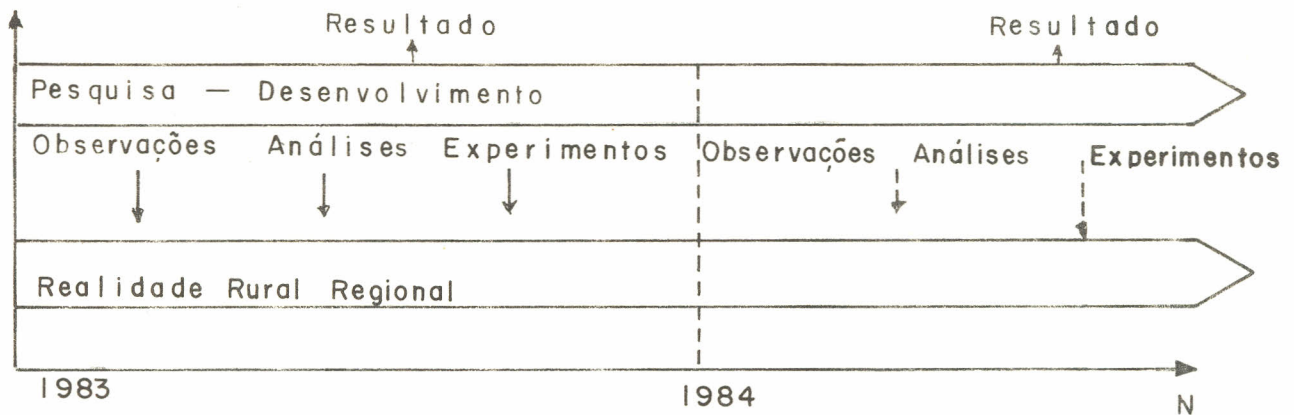 Resultado Resultado
Pesquisa — Desenvolvimento
Observações Análises Experimentos Observações Análises Experimentos
Realidade Rural Regional
1983 1984 N